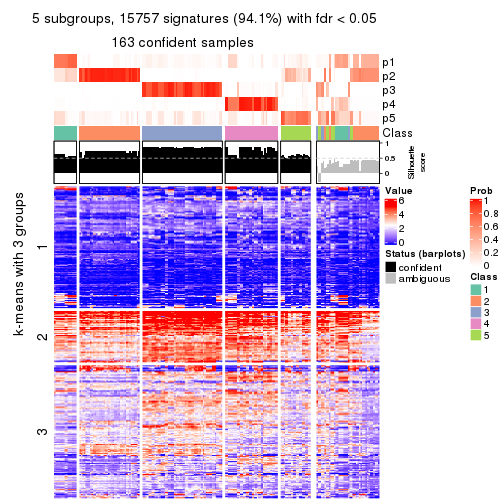 5 subgroups, 15757 signatures (94.1%) with fdr < 0.05
163 confident samples
p1
p2
p3
p4
p5
Class
1
0.5
0
Silhouette
score
k-means with 3 groups
1
2
3
Value
6
4
2
0
Status (barplots)
confident
ambiguous
Prob
1
0.8
0.6
0.4
0.2
0
Class
1
2
3
4
5